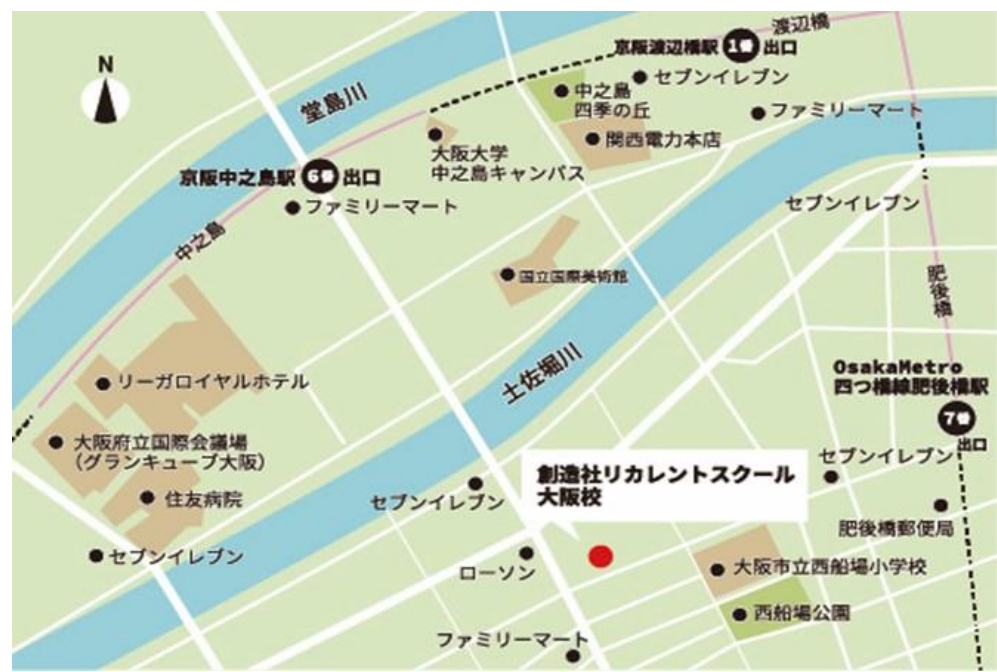 N
渡辺橋
京阪渡辺橋駅 1番 出口
セブンイレブン
中之島
四季の丘
ファミリーマート
堂島川
大阪大学
中之島キャンパス
関西電力本店
京阪中之島駅 6番 出口
ファミリーマート
セブンイレブン
中之島
国立国際美術館
肥後橋
土佐堀川
OsakaMetro
四つ橋線肥後橋駅
7番
出口
リーガロイヤルホテル
大阪府立国際会議場
(グランキューブ大阪)
住友病院
セブンイレブン
セブンイレブン
創造社リカレントスクール
大阪校
セブンイレブン
肥後橋郵便局
ローソン
大阪市立西船場小学校
西船場公園
ファミリーマート